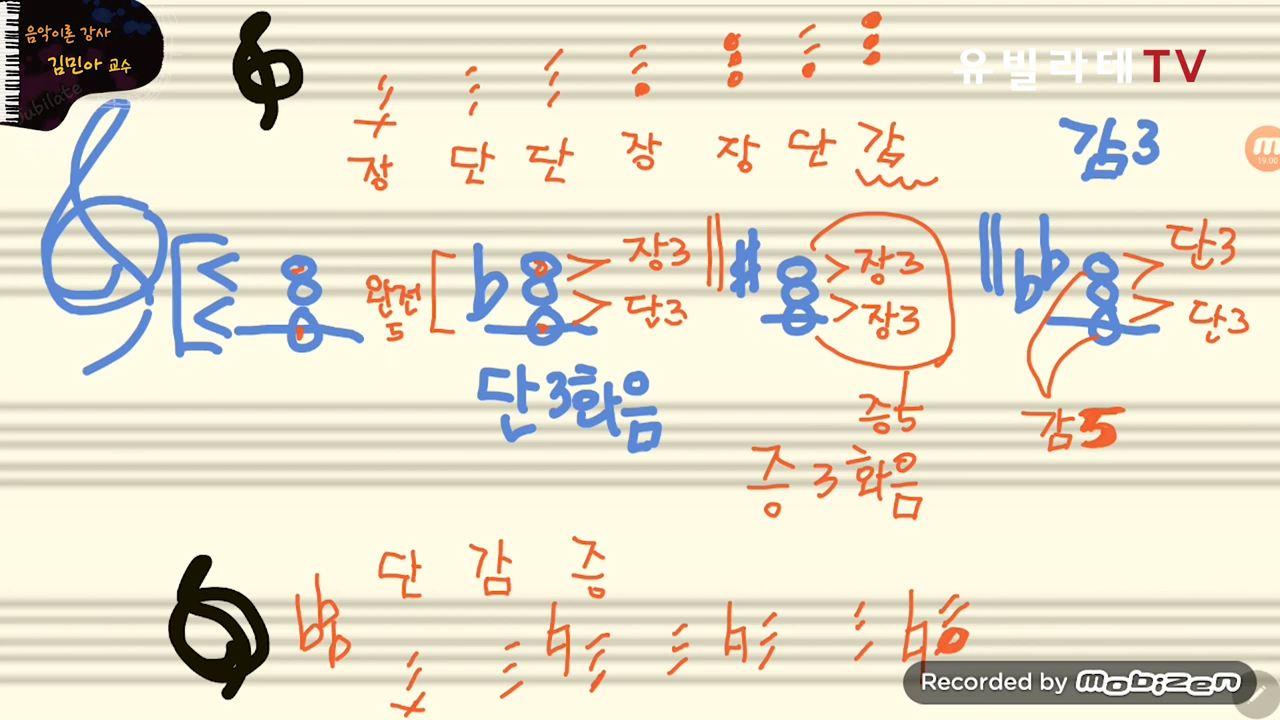 음악이론 강사
김민아 교수
Jubilate
유빌라테TV
장 단 단 장 장 단 감
감3
19:00
완전
5
장3
단3
장3
장3
단3
단3
단3화음
증5
감5
증3화음
단 감 증
Recorded by mobizen